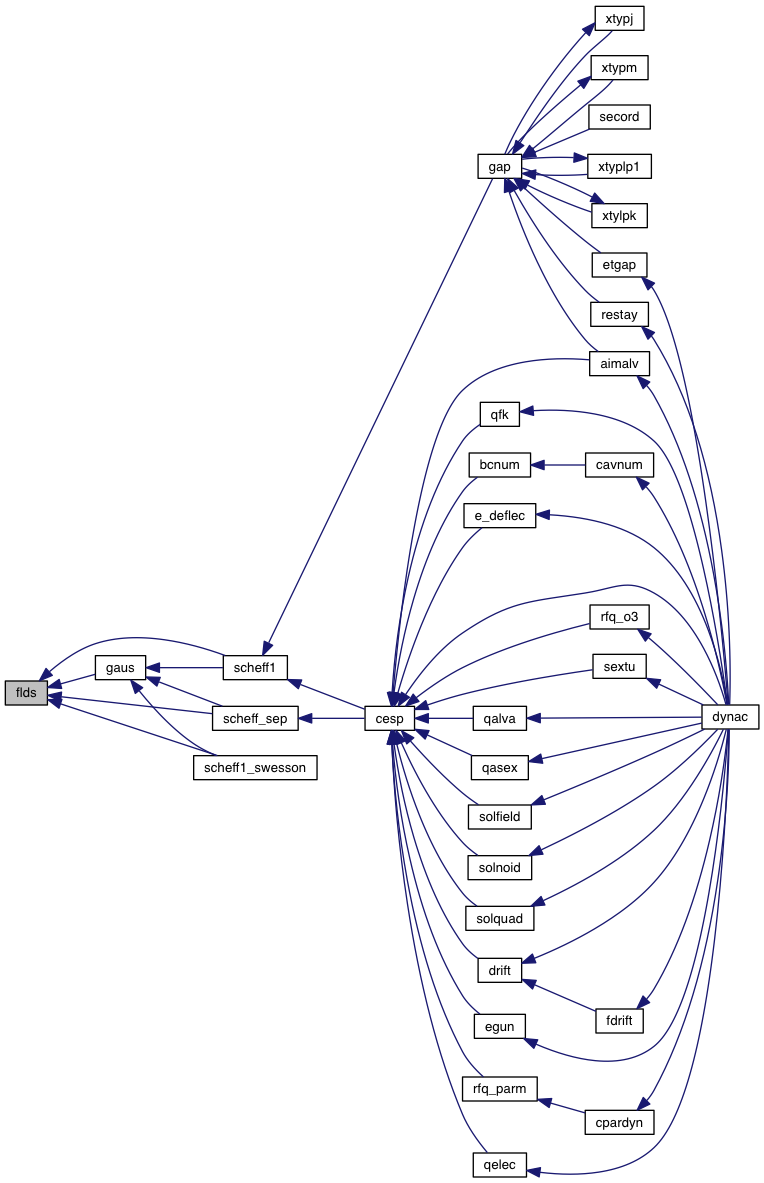 xtypj
xtypm
secord
gap
xtyplp1
xtylpk
etgap
restay
aimalv
qfk
bcnum
cavnum
e_deflec
rfq_o3
gaus
scheff1
sextu
flds
scheff_sep
cesp
qalva
dynac
scheff1_swesson
qasex
solfield
solnoid
solquad
drift
fdrift
egun
rfq_parm
cpardyn
qelec